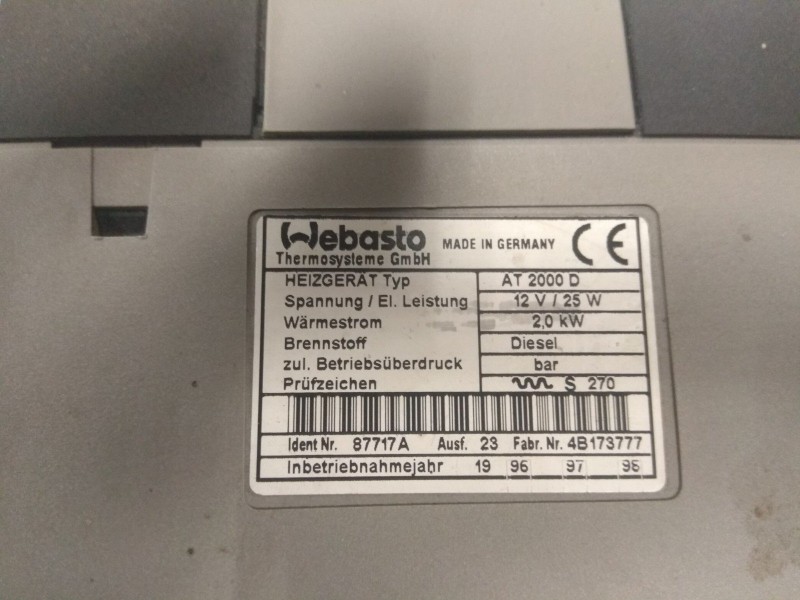 Webasto MADE IN GERMANY CE
Thermosysteme GmbH
HEIZGERÄT Typ AT 2000 D
Spannung / El. Leistung 12 V / 25 W
Wärmestrom 2,0 kW
Brennstoff Diesel
zul. Betriebsüberdruck bar
Prüfzeichen S 270
Ident Nr. 87717A Ausf. 23 Fabr. Nr. 4B173777
Inbetriebnahmejahr 19 96 97 98